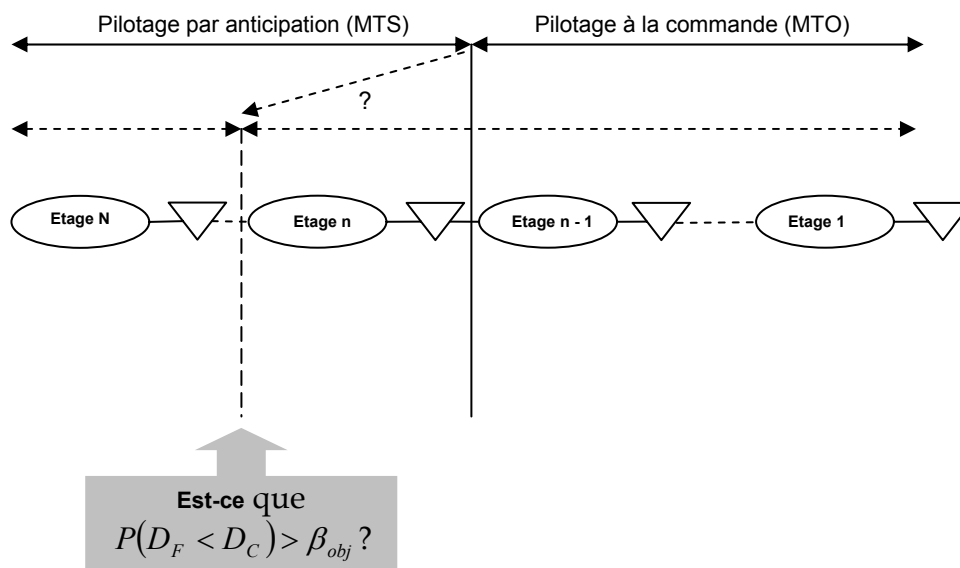 Pilotage par anticipation (MTS) Pilotage à la commande (MTO)
?
Etage N Etage n Etage n - 1 Etage 1
Est-ce que
P(D_F < D_C) > β_obj ?